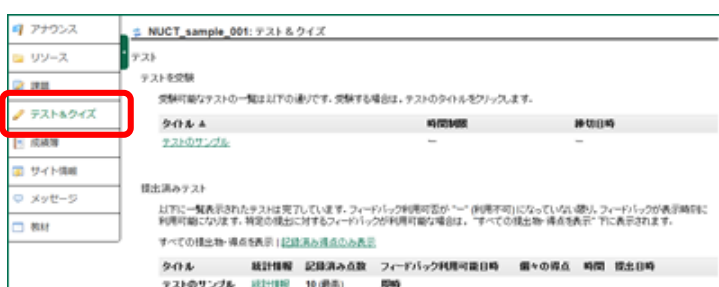 アナウンス
リソース
課題
テスト&クイズ
成績簿
サイト情報
メッセージ
教材
NUCT_sample_001: テスト & クイズ
テスト
テストを受験
受験可能なテストの一覧は以下の通りです. 受験する場合は, テストのタイトルをクリックします.
タイトル 時間制限 締切日時
テストのサンプル -- --
提出済みテスト
以下に一覧表示されたテストは完了しています. フィードバック利用可否が "--" (利用不可)になっていない限り, フィードバックが表示時刻に
利用可能になります. 特定の提出に対するフィードバックが利用可能な場合は, "すべての提出物・得点を表示" 下に表示されます.
すべての提出物・得点を表示 | 記録済み得点のみ表示
タイトル 統計情報 記録済み点数 フィードバック利用可能日時 個々の得点 時間 提出日時
テストのサンプル 統計情報 10 (最高) 即時